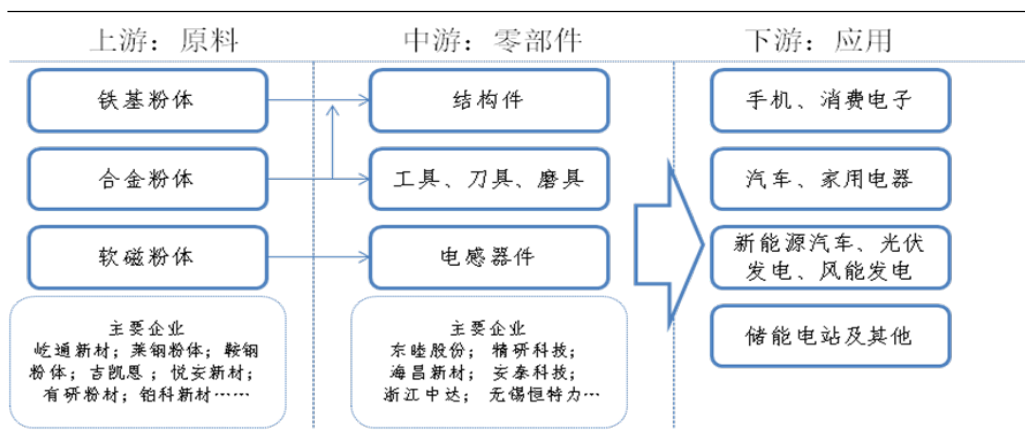 上游：原料
中游：零部件
下游：应用
铁基粉体
结构件
手机、消费电子
合金粉体
工具、刀具、磨具
汽车、家用电器
软磁粉体
电感器件
新能源汽车、光伏
发电、风能发电
储能电站及其他
主要企业
屹通新材；莱钢粉体；鞍钢
粉体；吉凯恩；悦安新材；
有研粉材；铂科新材……
主要企业
东睦股份；精研科技；
海昌新材；安泰科技；
浙江中达；无锡恒特力…